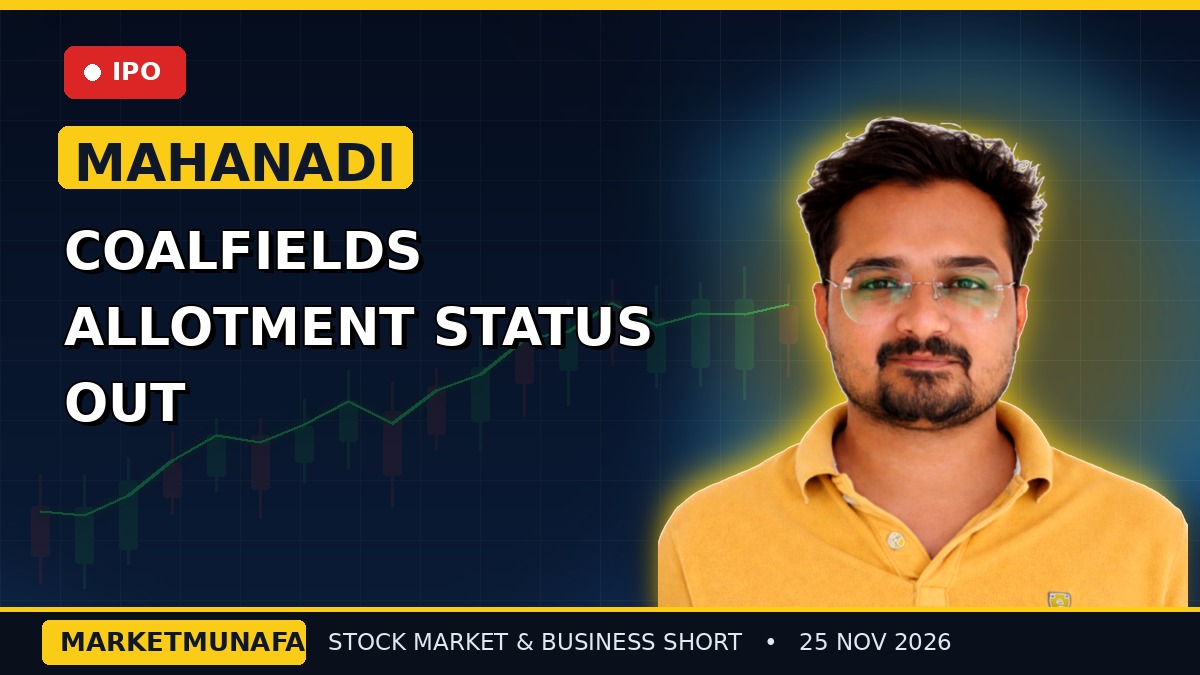 IPO
MAHANADI
COALFIELDS
ALLOTMENT STATUS
OUT
MARKETMUNAFA STOCK MARKET & BUSINESS SHORT • 25 NOV 2026